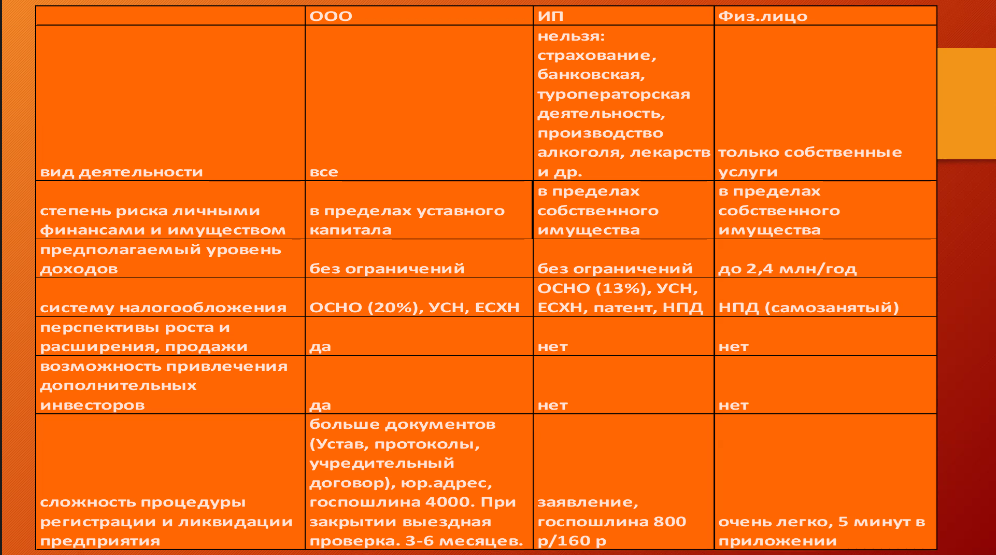 ООО ИП Физ.лицо
вид деятельности
все
нельзя:
страхование,
банковская,
туроператорская
деятельность,
производство
алкоголя, лекарств
и др.
только собственные
услуги
степень риска личными
финансами и имуществом
в пределах уставного
капитала
в пределах
собственного
имущества
в пределах
собственного
имущества
предполагаемый уровень
доходов
без ограничений
без ограничений
до 2,4 млн/год
систему налогообложения
ОСНО (20%), УСН, ЕСХН
ОСНО (13%), УСН,
ЕСХН, патент, НПД
НПД (самозанятый)
перспективы роста и
расширения, продажи
да
нет
нет
возможность привлечения
дополнительных
инвесторов
да
нет
нет
сложность процедуры
регистрации и ликвидации
предприятия
больше документов
(Устав, протоколы,
учредительный
договор), юр.адрес,
госпошлина 4000. При
закрытии выездная
проверка. 3-6 месяцев.
заявление,
госпошлина 800
р/160 р
очень легко, 5 минут в
приложении